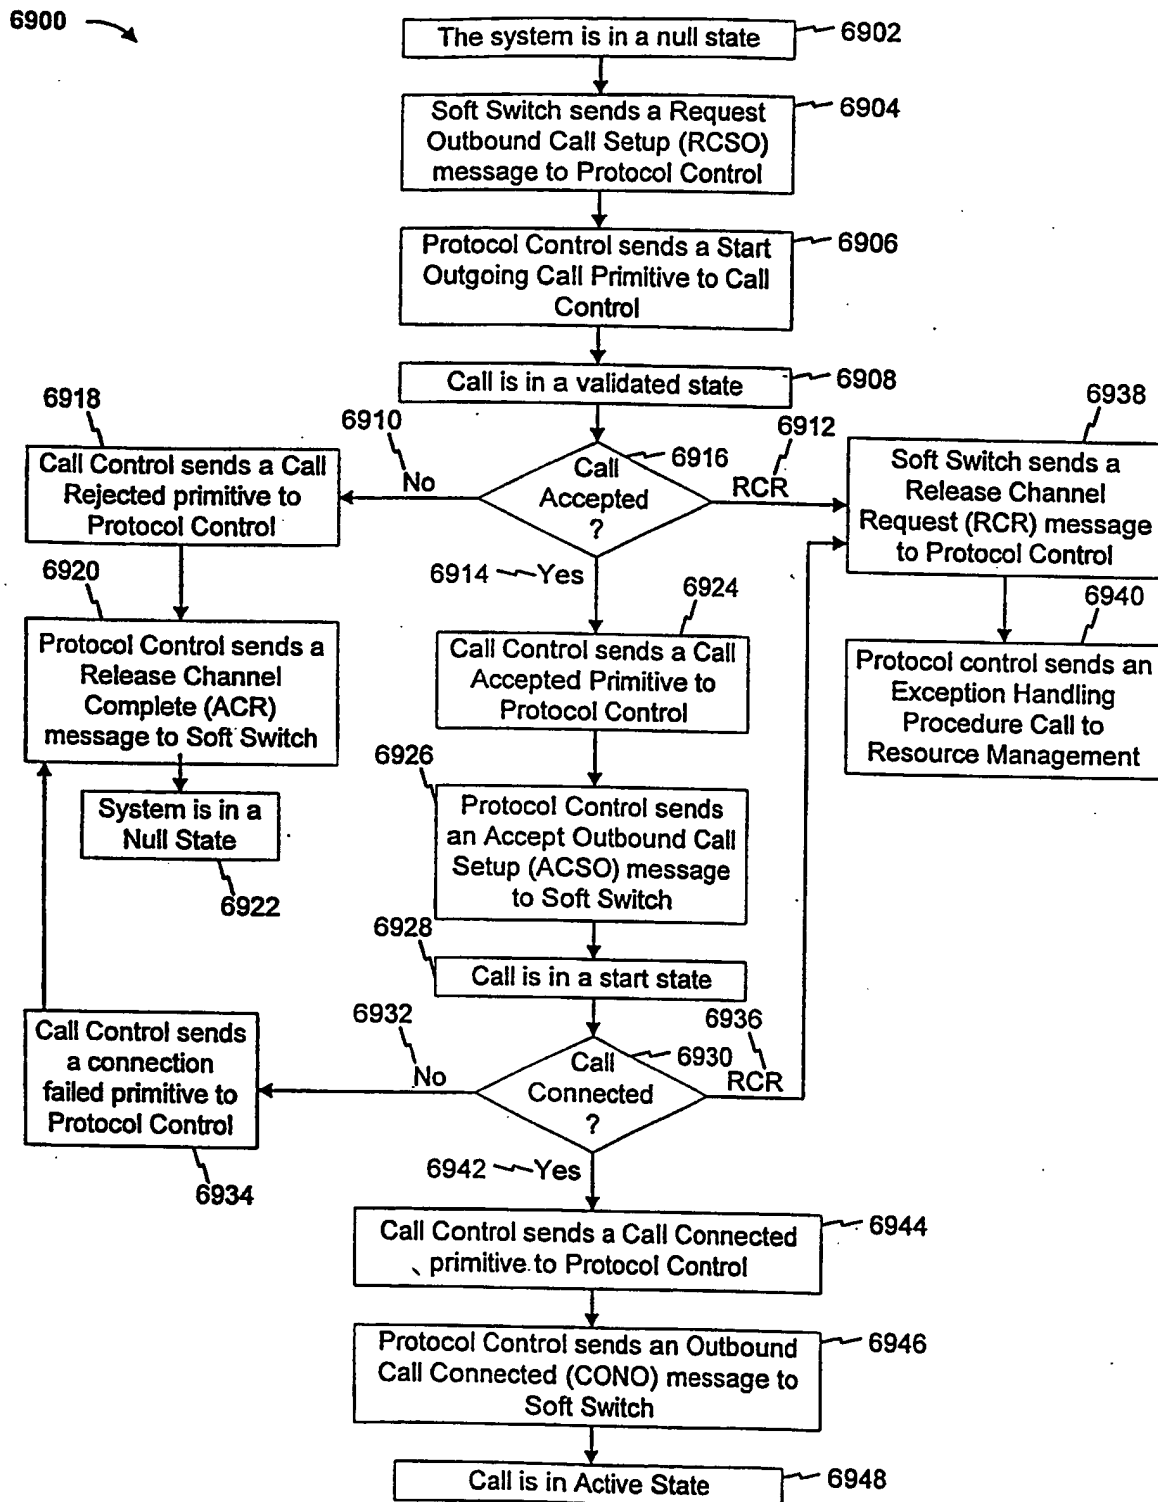 6900
The system is in a null state
6902
Soft Switch sends a Request
Outbound Call Setup (RCSO)
message to Protocol Control
6904
Protocol Control sends a Start
Outgoing Call Primitive to Call
Control
6906
Call is in a validated state
6908
6910
No
6912
RCR
6916
Call
Accepted
?
6914
Yes
6918
Call Control sends a Call
Rejected primitive to
Protocol Control
6920
Protocol Control sends a
Release Channel
Complete (ACR)
message to Soft Switch
System is in a
Null State
6922
6938
Soft Switch sends a
Release Channel
Request (RCR) message
to Protocol Control
6940
Protocol control sends an
Exception Handling
Procedure Call to
Resource Management
6924
Call Control sends a Call
Accepted Primitive to
Protocol Control
6926
Protocol Control sends
an Accept Outbound Call
Setup (ACSO) message
to Soft Switch
6928
Call is in a start state
6932
No
6936
RCR
6930
Call
Connected
?
Call Control sends
a connection
failed primitive to
Protocol Control
6934
6942
Yes
Call Control sends a Call Connected
primitive to Protocol Control
6944
Protocol Control sends an Outbound
Call Connected (CONO) message to
Soft Switch
6946
Call is in Active State
6948